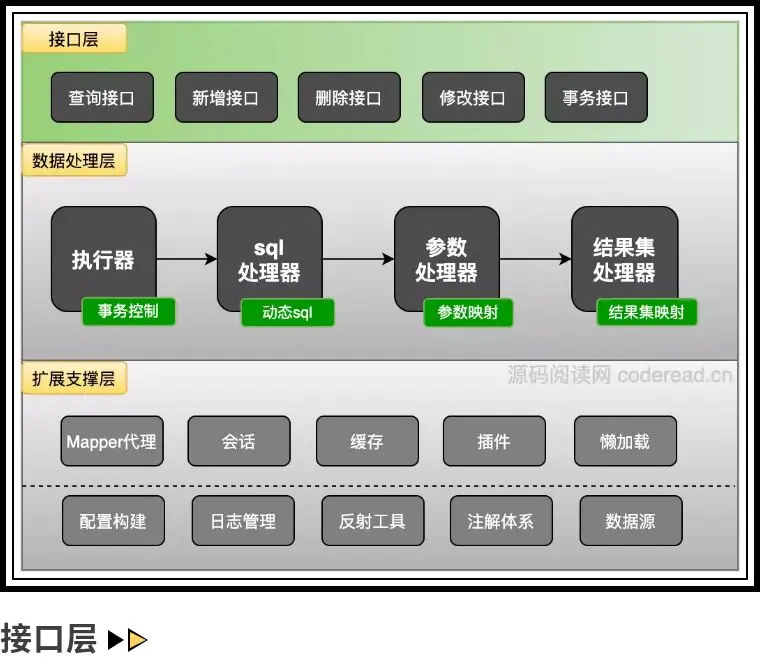 接口层
查询接口 新增接口 删除接口 修改接口 事务接口
数据处理层
执行器
sql
处理器
参数
处理器
结果集
处理器
事务控制 动态sql 参数映射 结果集映射
扩展支撑层
源码阅读网 coderead.cn
Mapper代理 会话 缓存 插件 懒加载
配置构建 日志管理 反射工具 注解体系 数据源
接口层